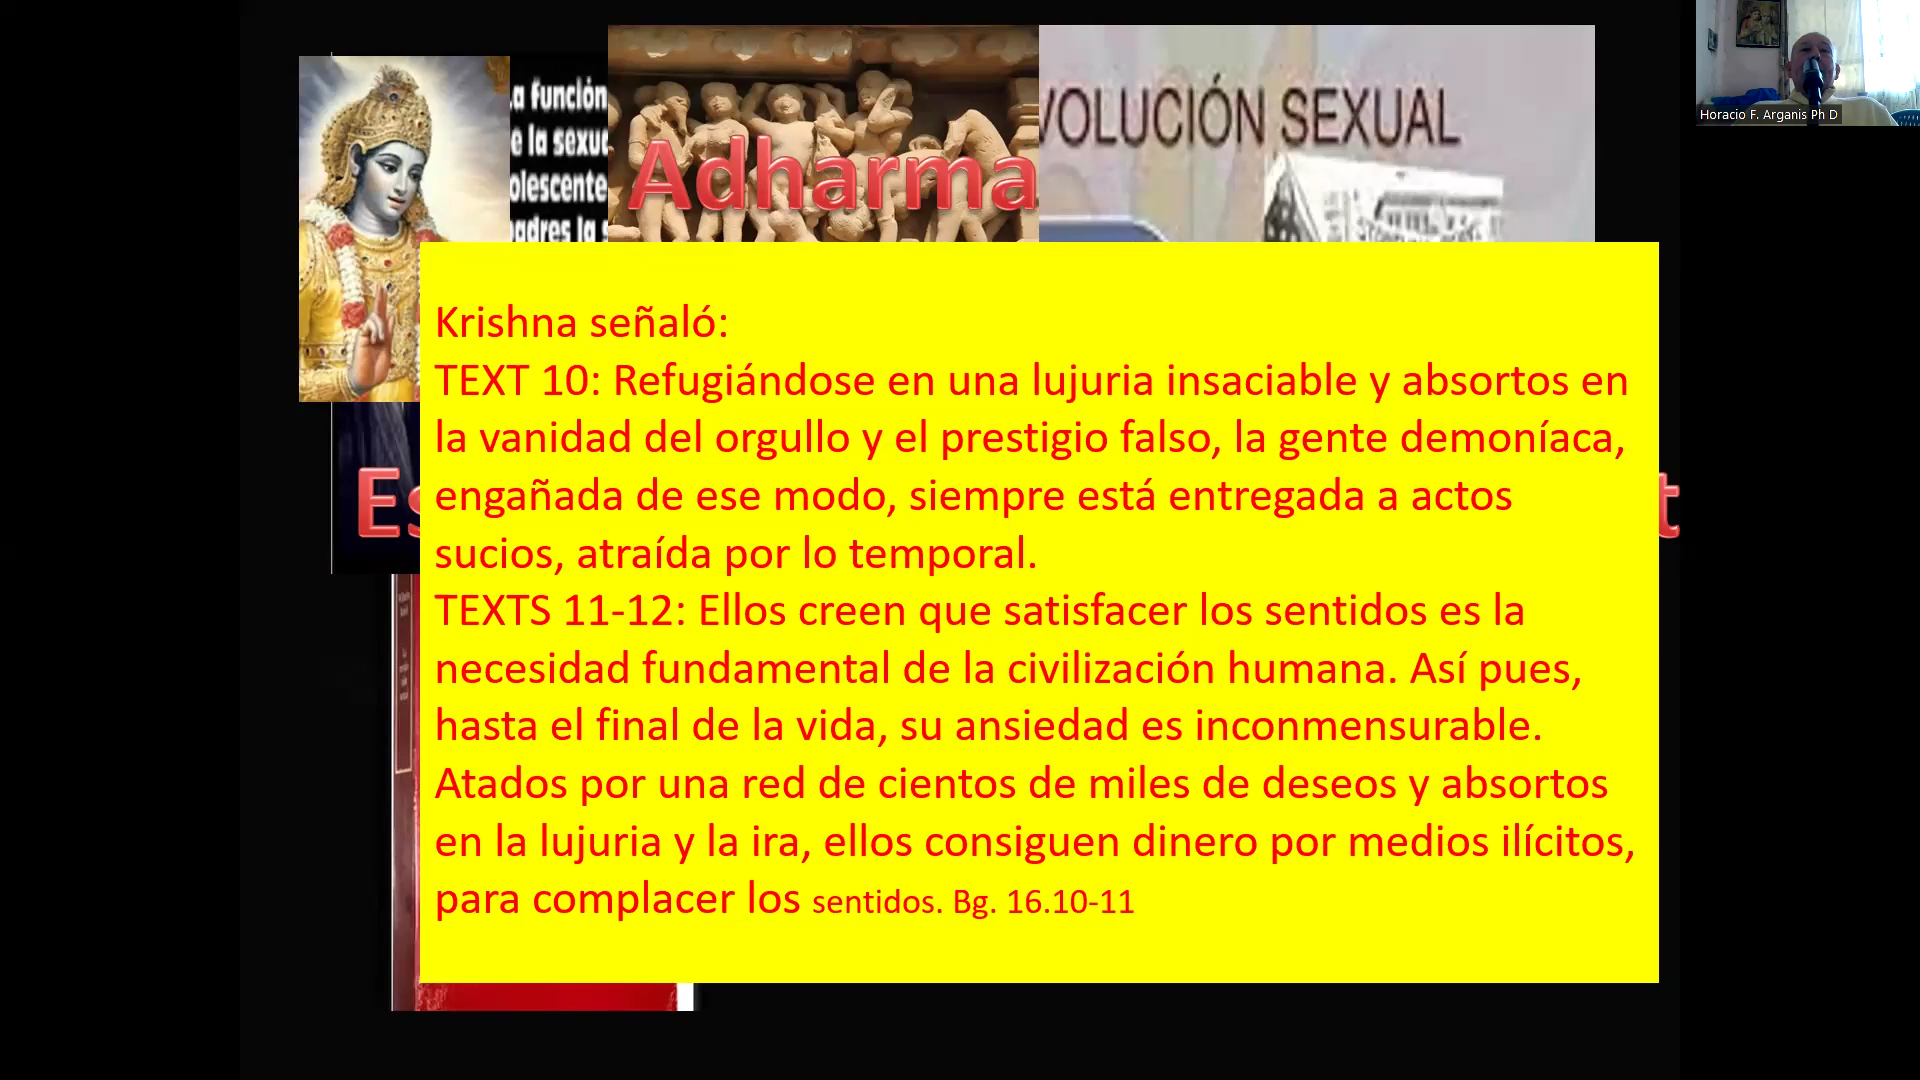 a función
e la sexu
olescente
adres la s
Adharma
VOLUCIÓN SEXUAL
Horacio F. Arganis Ph D
Krishna señaló:
TEXT 10: Refugiándose en una lujuria insaciable y absortos en
la vanidad del orgullo y el prestigio falso, la gente demoníaca,
engañada de ese modo, siempre está entregada a actos
sucios, atraída por lo temporal.
TEXTS 11-12: Ellos creen que satisfacer los sentidos es la
necesidad fundamental de la civilización humana. Así pues,
hasta el final de la vida, su ansiedad es inconmensurable.
Atados por una red de cientos de miles de deseos y absortos
en la lujuria y la ira, ellos consiguen dinero por medios ilícitos,
para complacer los sentidos. Bg. 16.10-11
Es
t